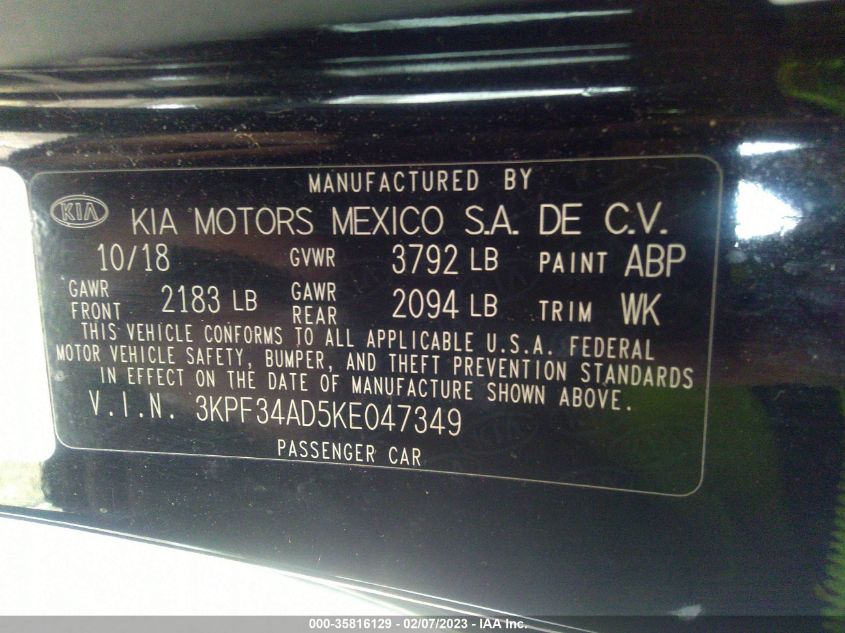 MANUFACTURED BY
KIA KIA MOTORS MEXICO S.A. DE C.V.
10/18 GVWR 3792 LB PAINT ABP
GAWR FRONT 2183 LB GAWR REAR 2094 LB TRIM WK
THIS VEHICLE CONFORMS TO ALL APPLICABLE U.S.A. FEDERAL
MOTOR VEHICLE SAFETY, BUMPER, AND THEFT PREVENTION STANDARDS
IN EFFECT ON THE DATE OF MANUFACTURE SHOWN ABOVE.
V.I.N. 3KPF34AD5KE047349
PASSENGER CAR
000-35816129 - 02/07/2023 - IAA Inc.